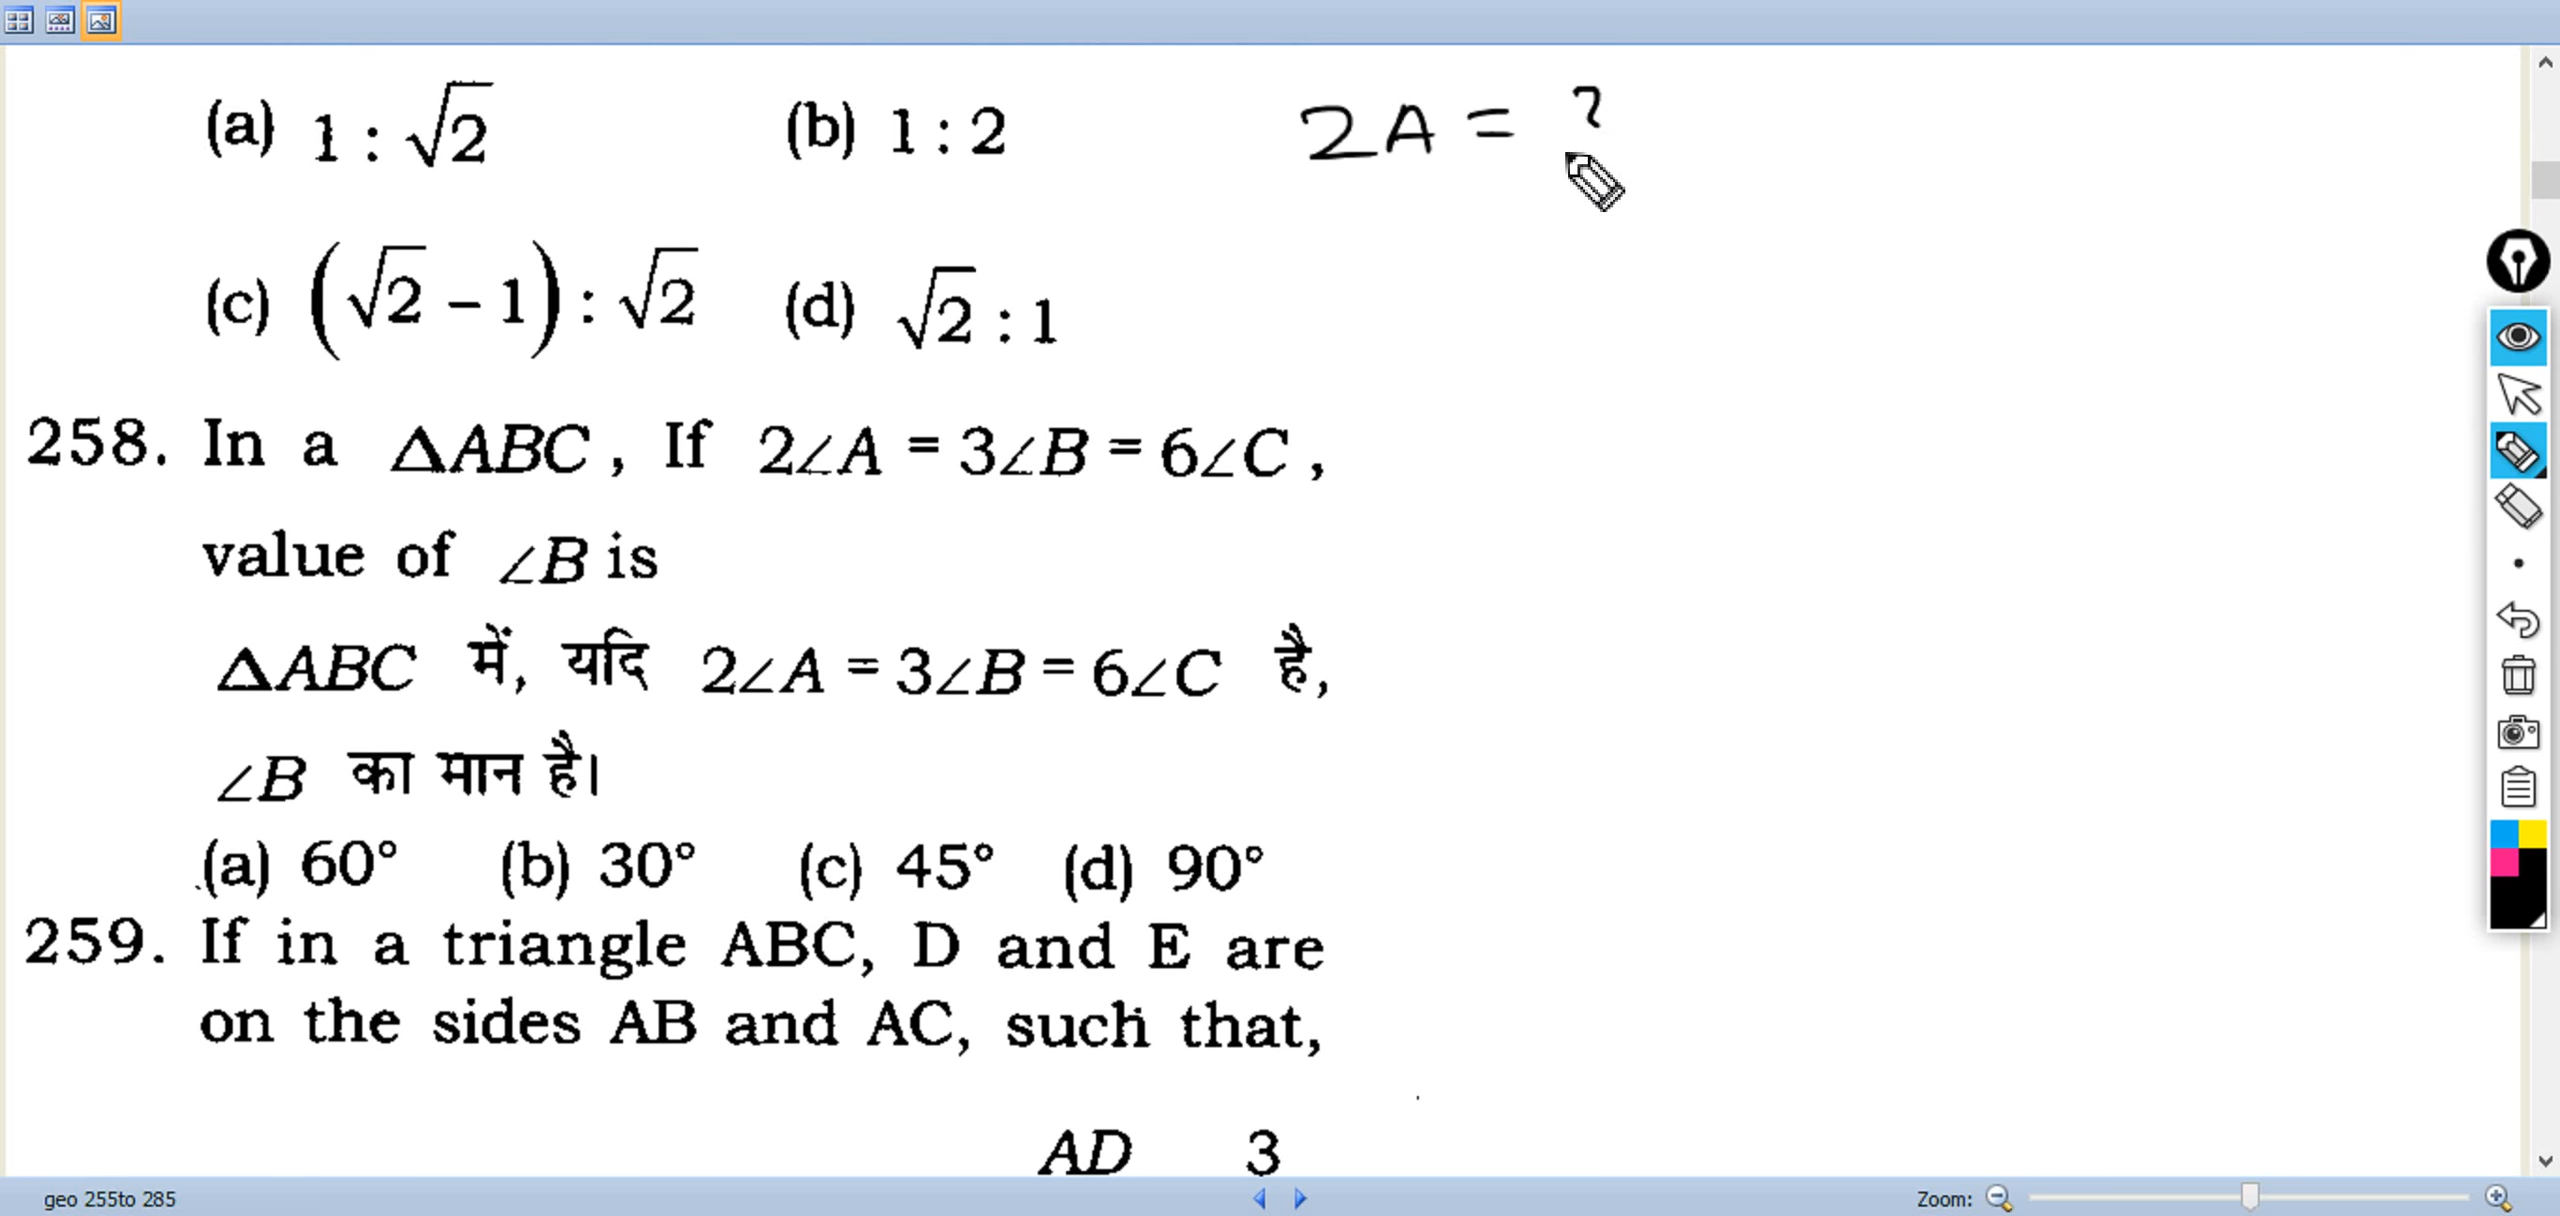 (a) 1 : √2 (b) 1 : 2 2A = ?
(c) (√2 - 1) : √2 (d) √2 : 1
258. In a ΔABC, If 2∠A = 3∠B = 6∠C,
value of ∠B is
ΔABC में, यदि 2∠A = 3∠B = 6∠C है,
∠B का मान है।
(a) 60° (b) 30° (c) 45° (d) 90°
259. If in a triangle ABC, D and E are
on the sides AB and AC, such that,
AD 3
geo 255to 285 Zoom: